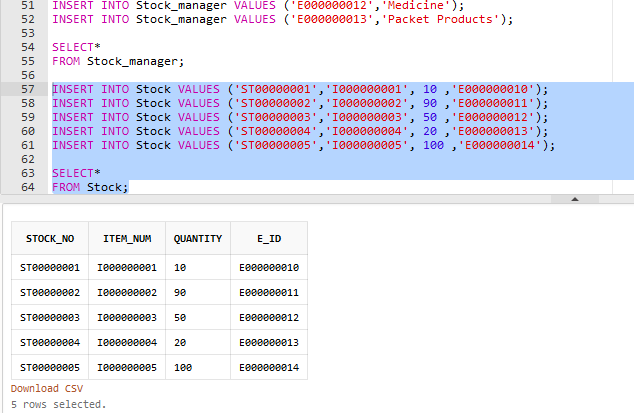 51 INSERT INTO Stock_manager VALUES ('E000000012','Medicine');
52 INSERT INTO Stock_manager VALUES ('E000000013','Packet Products');
53
54 SELECT*
55 FROM Stock_manager;
56
57 INSERT INTO Stock VALUES ('ST00000001','I000000001', 10 ,'E000000010');
58 INSERT INTO Stock VALUES ('ST00000002','I000000002', 90 ,'E000000011');
59 INSERT INTO Stock VALUES ('ST00000003','I000000003', 50 ,'E000000012');
60 INSERT INTO Stock VALUES ('ST00000004','I000000004', 20 ,'E000000013');
61 INSERT INTO Stock VALUES ('ST00000005','I000000005', 100 ,'E000000014');
62
63 SELECT*
64 FROM Stock;
STOCK_NO ITEM_NUM QUANTITY E_ID
ST00000001 I000000001 10 E000000010
ST00000002 I000000002 90 E000000011
ST00000003 I000000003 50 E000000012
ST00000004 I000000004 20 E000000013
ST00000005 I000000005 100 E000000014
Download CSV
5 rows selected.